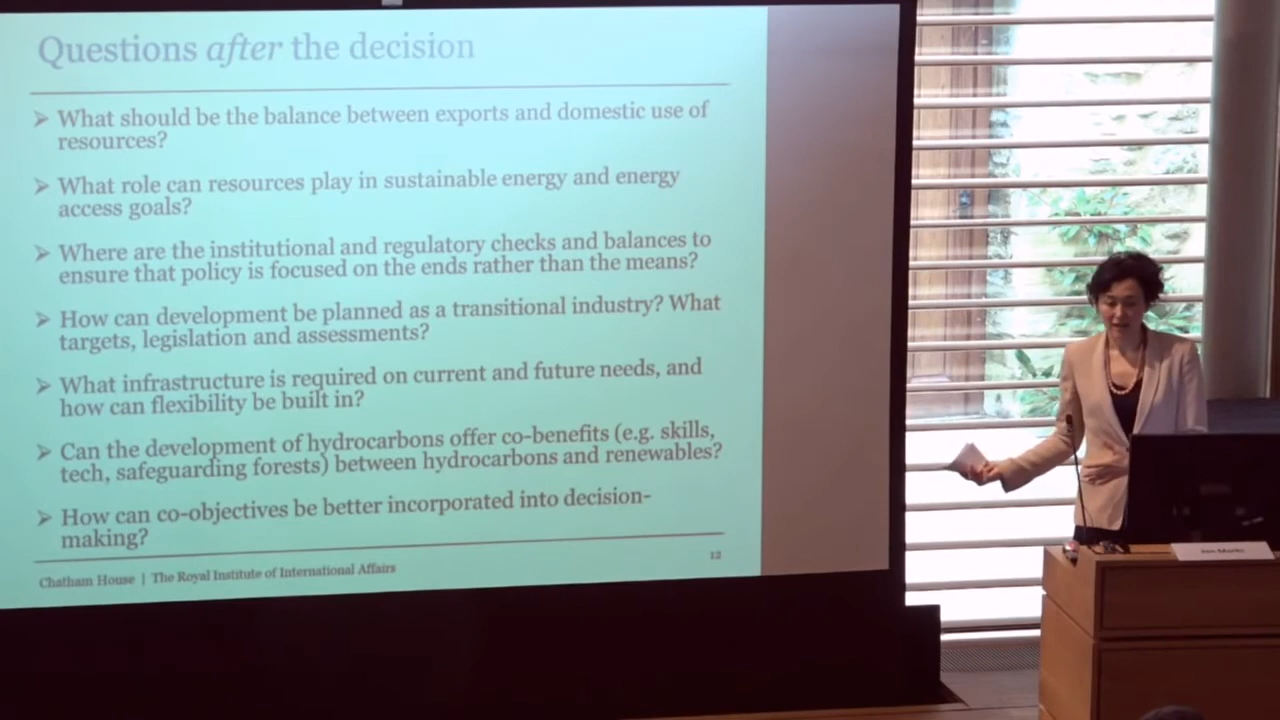 Questions after the decision
➤ What should be the balance between exports and domestic use of
resources?
➤ What role can resources play in sustainable energy and energy
access goals?
➤ Where are the institutional and regulatory checks and balances to
ensure that policy is focused on the ends rather than the means?
➤ How can development be planned as a transitional industry? What
targets, legislation and assessments?
➤ What infrastructure is required on current and future needs, and
how can flexibility be built in?
➤ Can the development of hydrocarbons offer co-benefits (e.g. skills,
tech, safeguarding forests) between hydrocarbons and renewables?
➤ How can co-objectives be better incorporated into decision-
making?
12
Chatham House | The Royal Institute of International Affairs